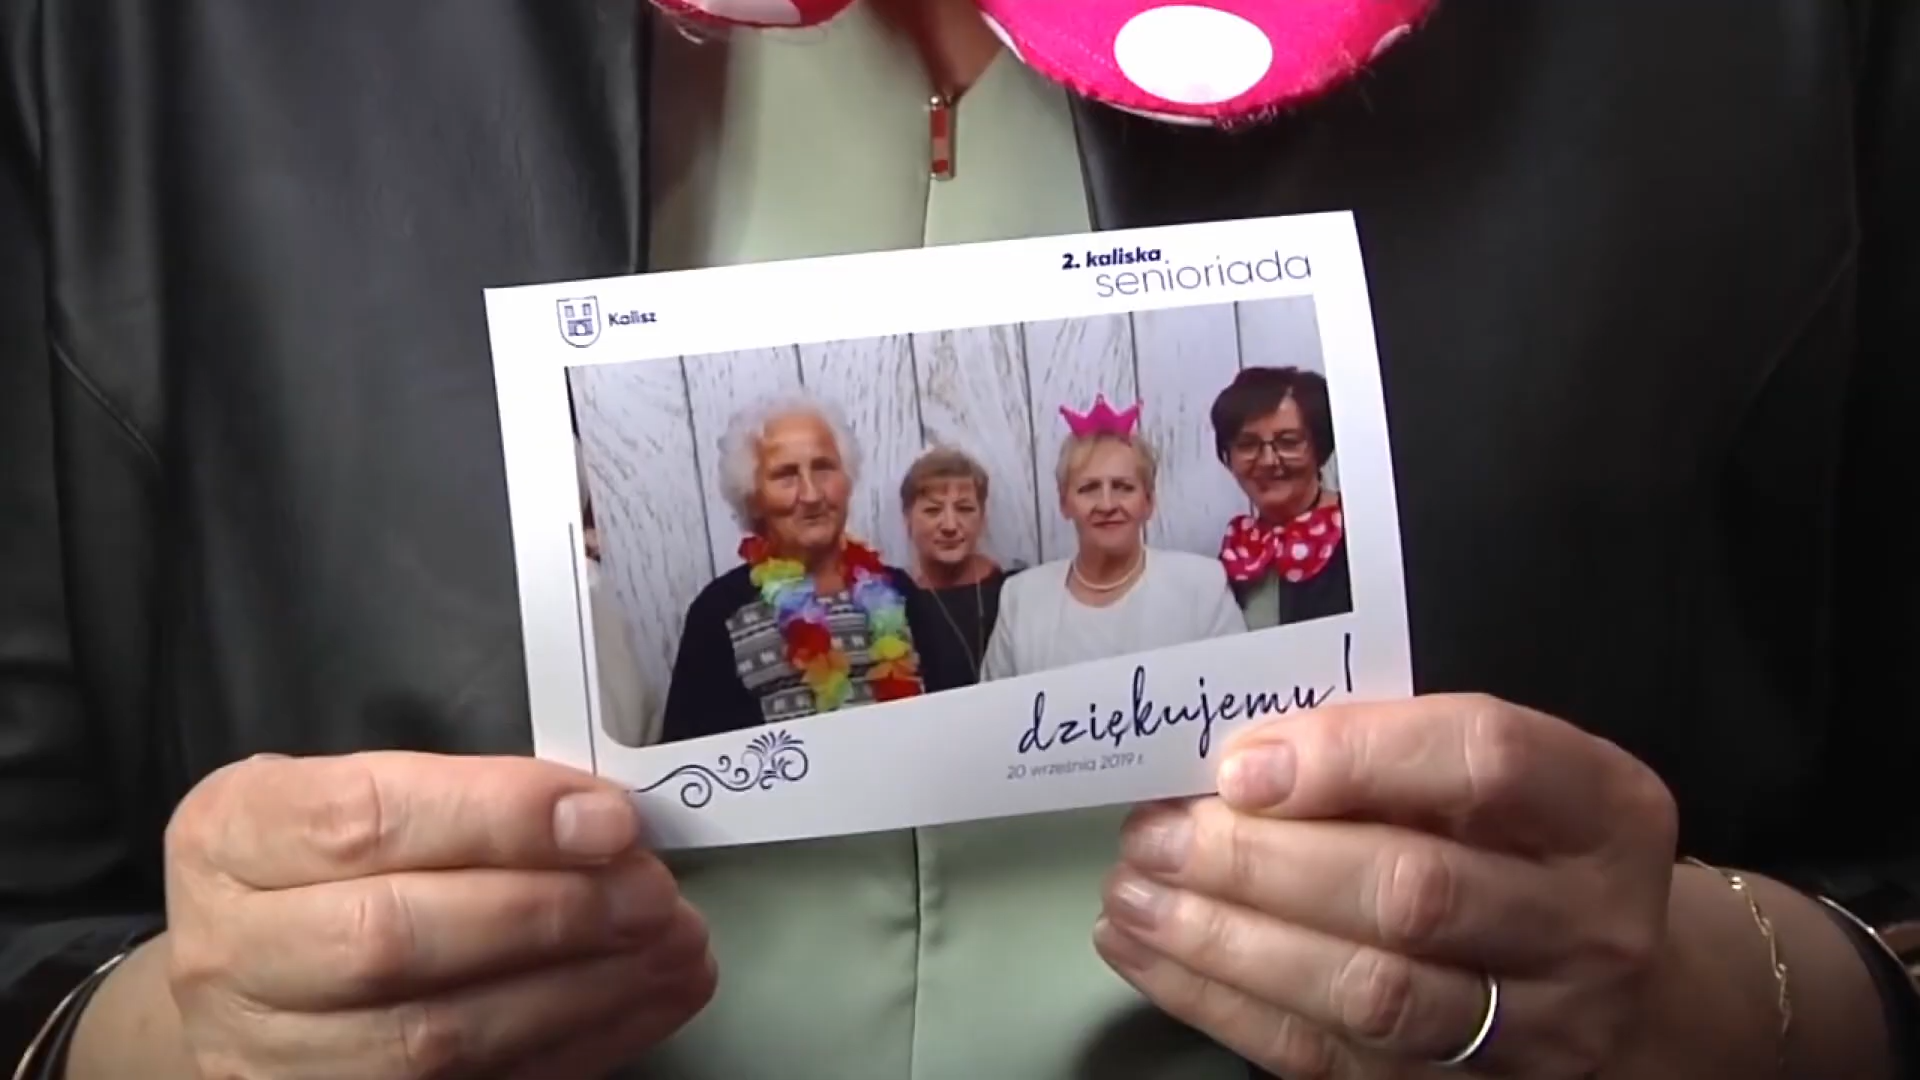 Kalisz
2. kaliska
senioriada
dziękujemy!
20 września 2019 r.